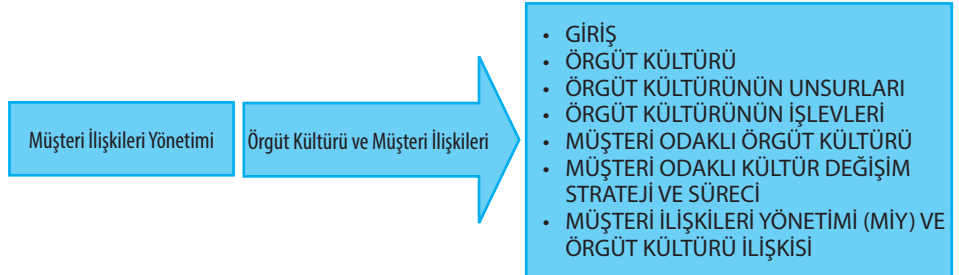 Müşteri İlişkileri Yönetimi
Örgüt Kültürü ve Müşteri İlişkileri
• GİRİŞ
• ÖRGÜT KÜLTÜRÜ
• ÖRGÜT KÜLTÜRÜNÜN UNSURLARI
• ÖRGÜT KÜLTÜRÜNÜN İŞLEVLERİ
• MÜŞTERİ ODAKLI ÖRGÜT KÜLTÜRÜ
• MÜŞTERİ ODAKLI KÜLTÜR DEĞİŞİM
STRATEJİ VE SÜRECİ
• MÜŞTERİ İLİŞKİLERİ YÖNETİMİ (MİY) VE
ÖRGÜT KÜLTÜRÜ İLİŞKİSİ